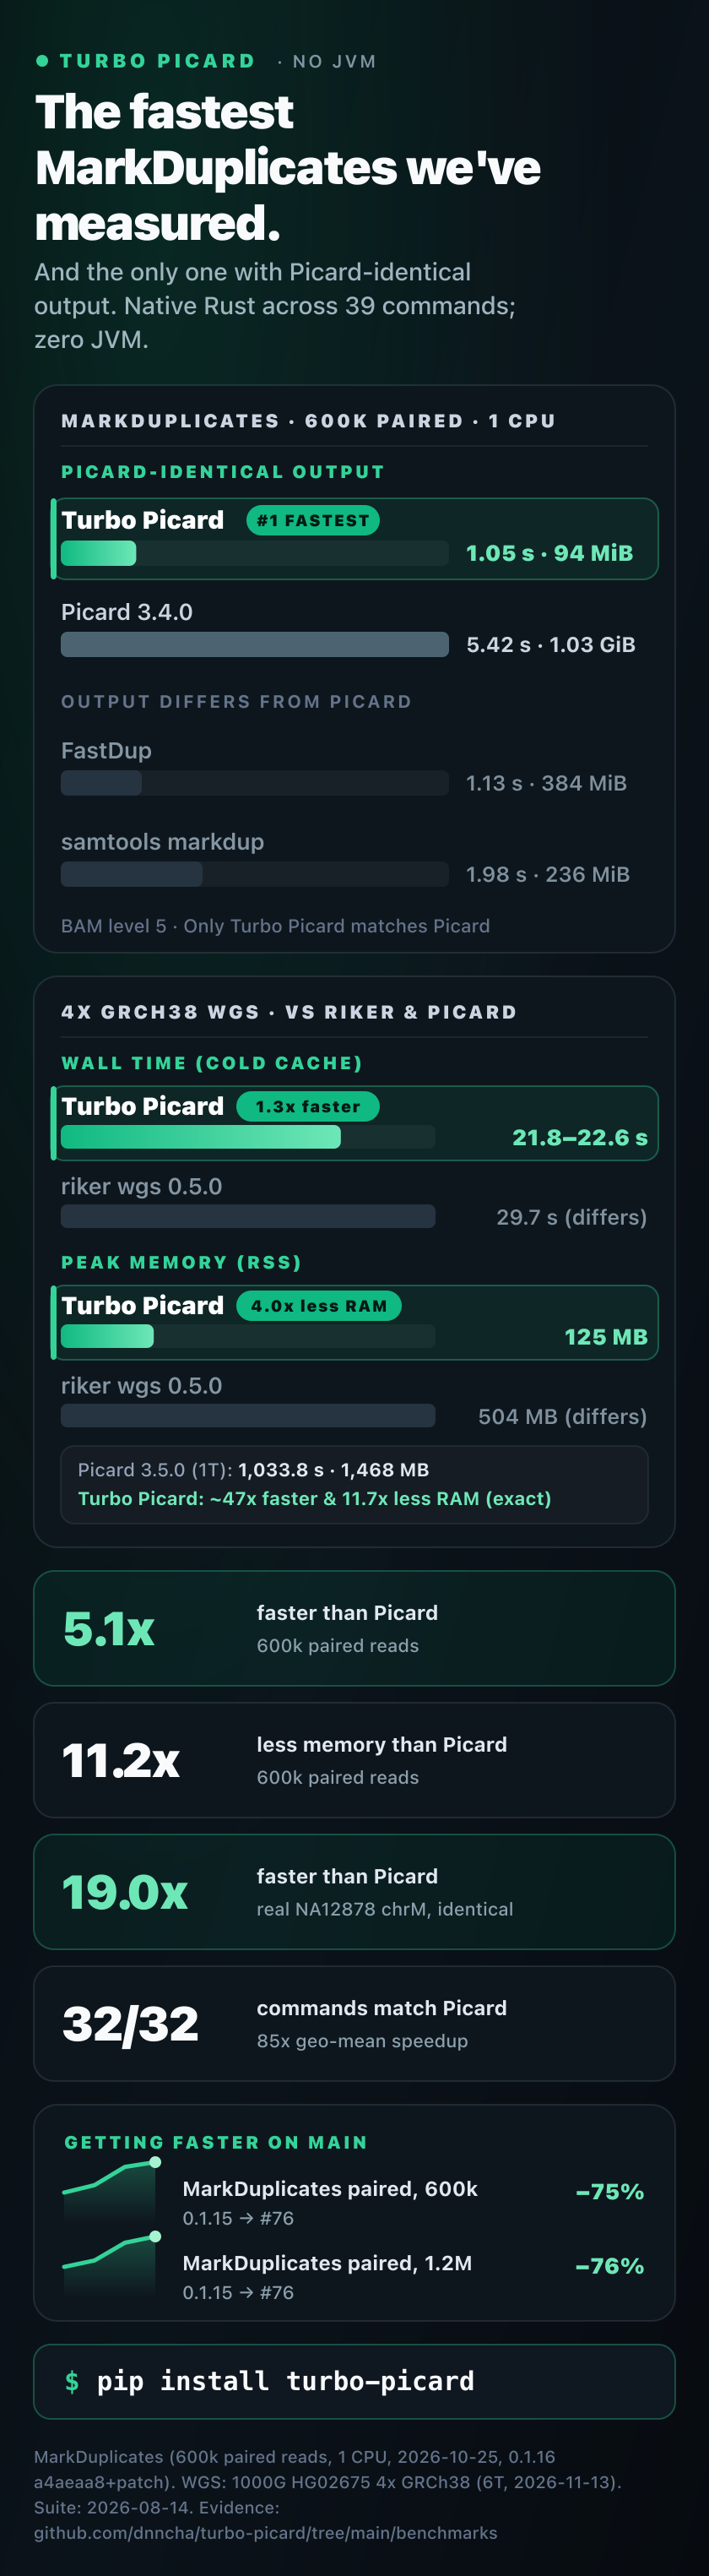 TURBO PICARD · NO JVM
The fastest
MarkDuplicates we've
measured.
And the only one with Picard-identical
output. Native Rust across 39 commands;
zero JVM.
MARKDUPLICATES · 600K PAIRED · 1 CPU
PICARD-IDENTICAL OUTPUT
Turbo Picard #1 FASTEST
1.05 s · 94 MiB
Picard 3.4.0
5.42 s · 1.03 GiB
OUTPUT DIFFERS FROM PICARD
FastDup
1.13 s · 384 MiB
samtools markdup
1.98 s · 236 MiB
BAM level 5 · Only Turbo Picard matches Picard
4X GRCH38 WGS · VS RIKER & PICARD
WALL TIME (COLD CACHE)
Turbo Picard 1.3x faster
21.8–22.6 s
riker wgs 0.5.0
29.7 s (differs)
PEAK MEMORY (RSS)
Turbo Picard 4.0x less RAM
125 MB
riker wgs 0.5.0
504 MB (differs)
Picard 3.5.0 (1T): 1,033.8 s · 1,468 MB
Turbo Picard: ~47x faster & 11.7x less RAM (exact)
5.1x
faster than Picard
600k paired reads
11.2x
less memory than Picard
600k paired reads
19.0x
faster than Picard
real NA12878 chrM, identical
32/32
commands match Picard
85x geo-mean speedup
GETTING FASTER ON MAIN
MarkDuplicates paired, 600k
0.1.15 → #76
−75%
MarkDuplicates paired, 1.2M
0.1.15 → #76
−76%
$ pip install turbo-picard
MarkDuplicates (600k paired reads, 1 CPU, 2026-10-25, 0.1.16
a4aeaa8+patch). WGS: 1000G HG02675 4x GRCh38 (6T, 2026-11-13).
Suite: 2026-08-14. Evidence:
github.com/dnncha/turbo-picard/tree/main/benchmarks